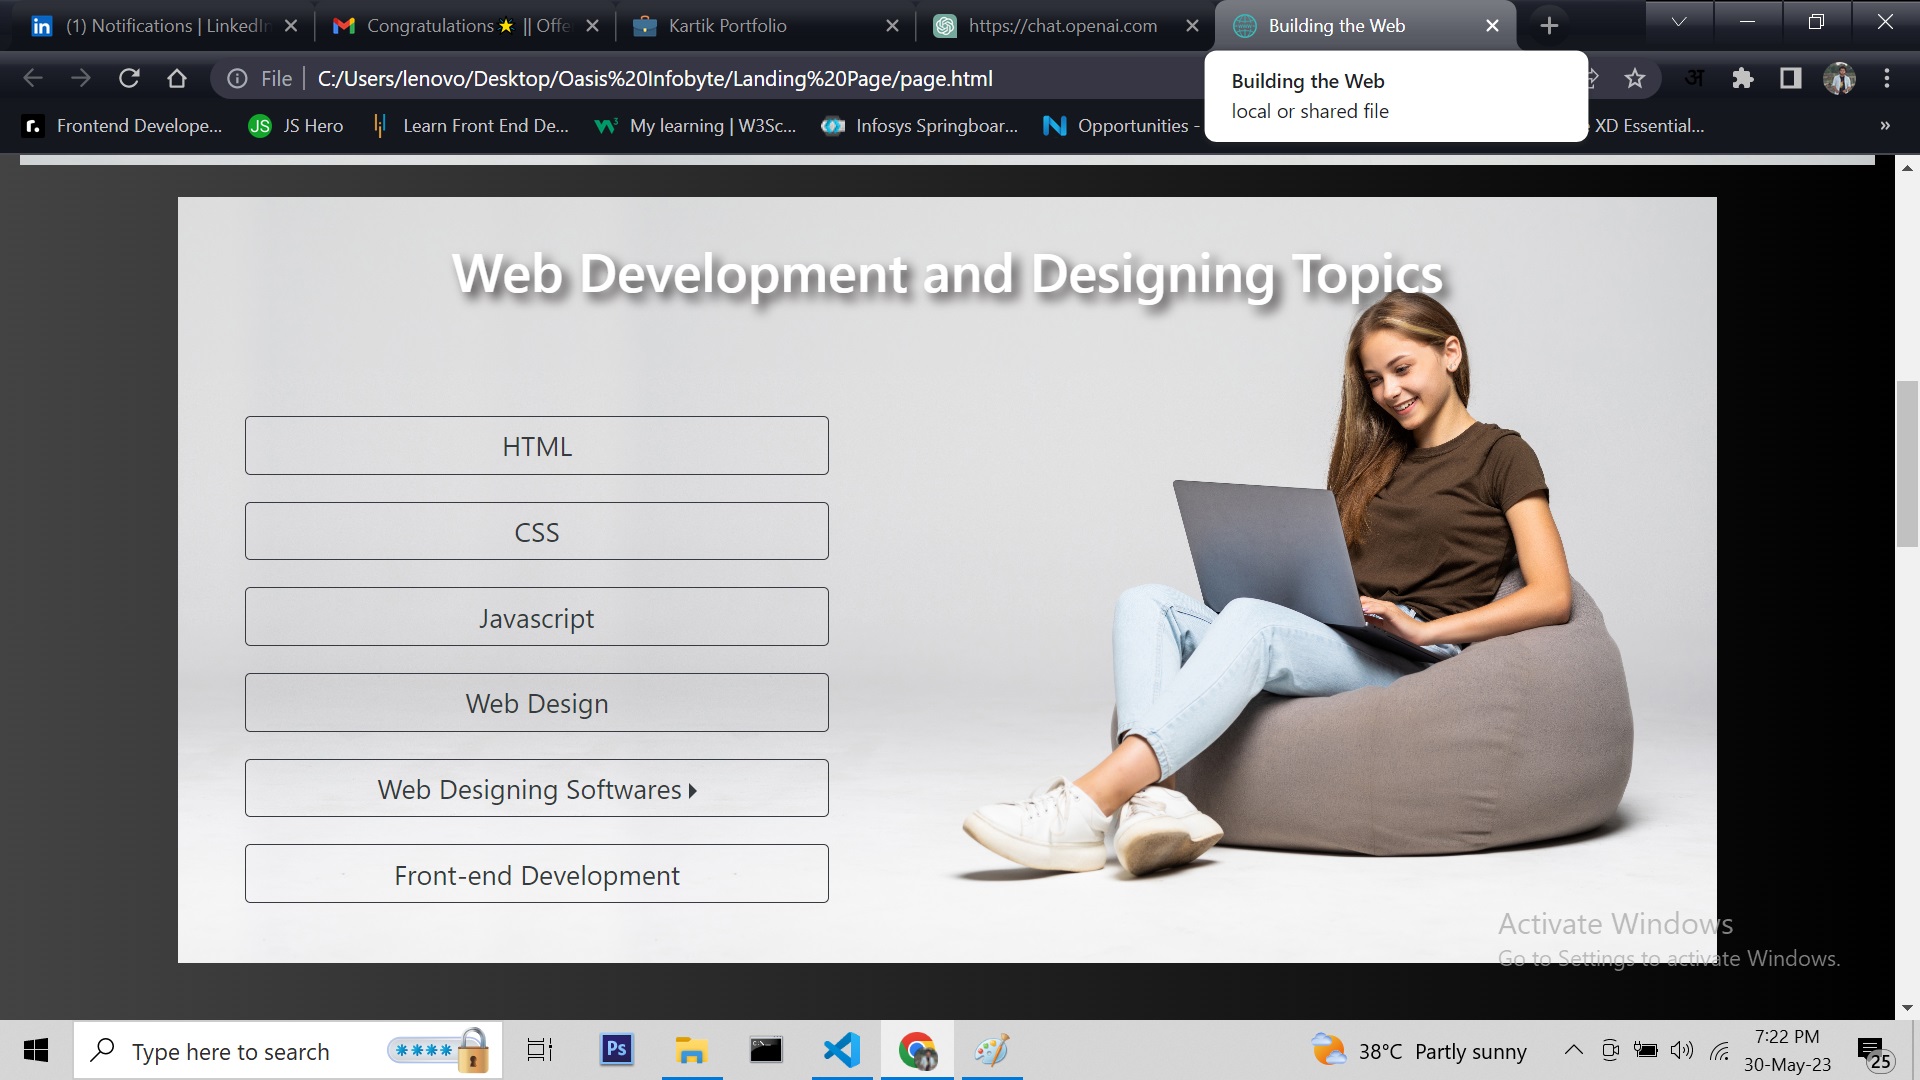 (1) Notifications | LinkedIn
Congratulations || Offe
Kartik Portfolio
https://chat.openai.com
Building the Web
File
C:/Users/lenovo/Desktop/Oasis%20Infobyte/Landing%20Page/page.html
अ
Building the Web
local or shared file
r. Frontend Develope...
JS JS Hero
Learn Front End De...
My learning | W3Sc...
Infosys Springboar...
Opportunities -
XD Essential...
»
Web Development and Designing Topics
HTML
CSS
Javascript
Web Design
Web Designing Softwares
Front-end Development
Activate Windows
Go to Settings to activate Windows.
Type here to search
****
Ps
38°C Partly sunny
7:22 PM
30-May-23
25